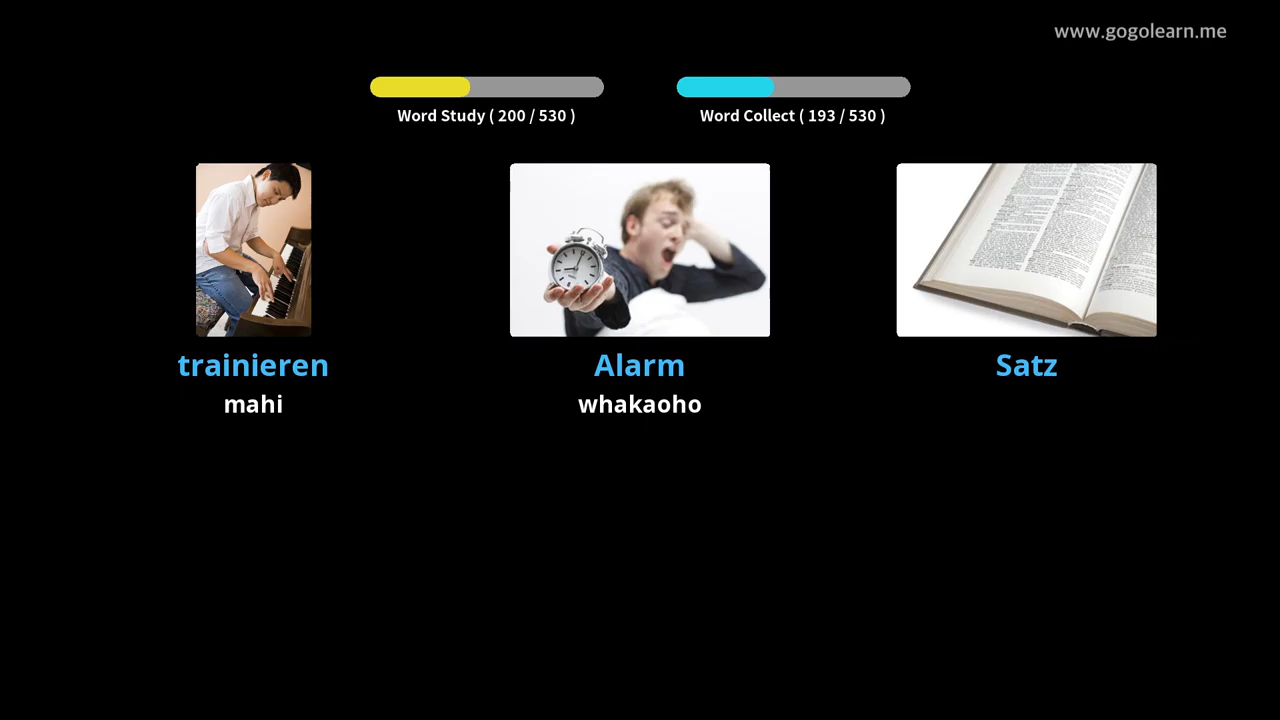 www.gogolearn.me
Word Study ( 200 / 530 )
Word Collect ( 193 / 530 )
trainieren
mahi
Alarm
whakaoho
Satz